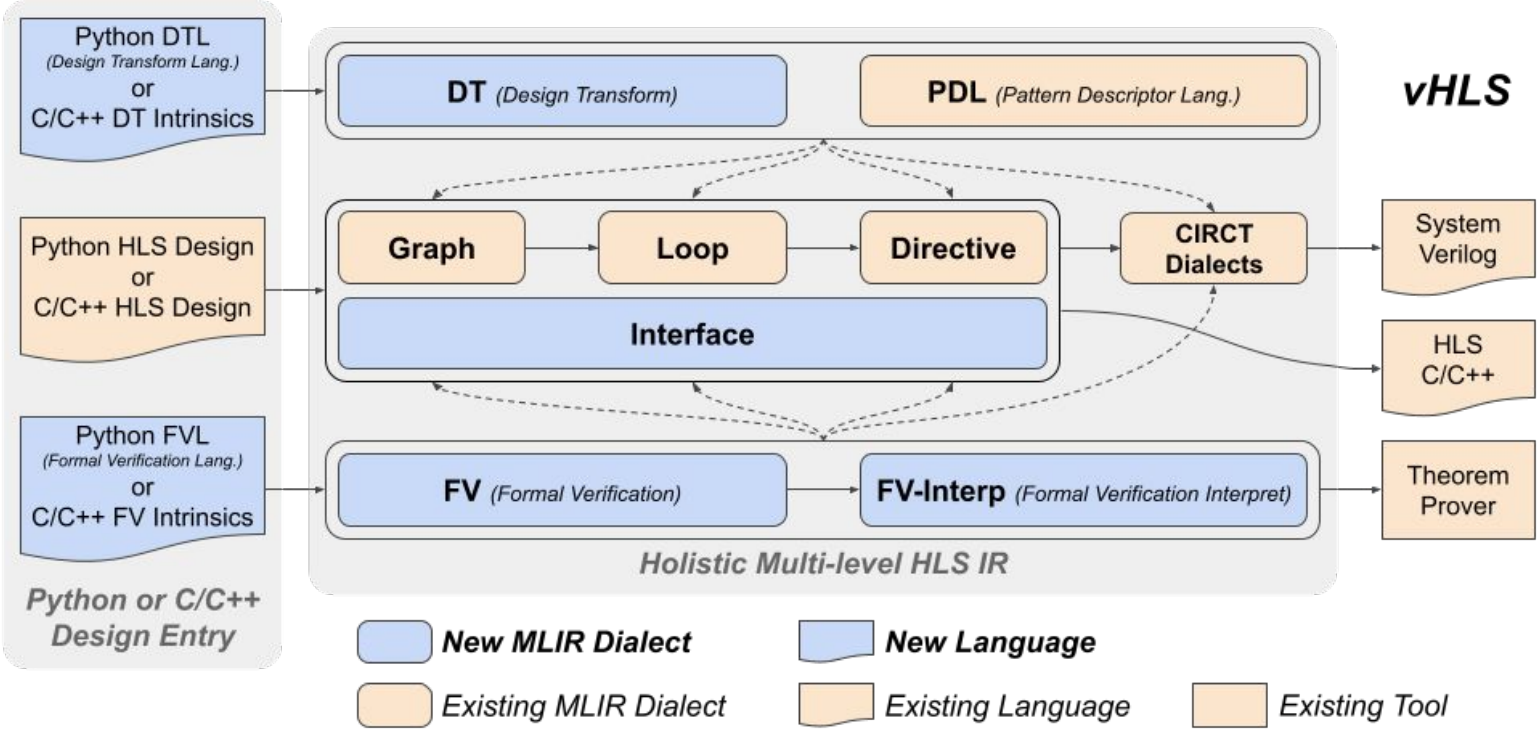 Python DTL
(Design Transform Lang.)
or
C/C++ DT Intrinsics
DT (Design Transform)
PDL (Pattern Descriptor Lang.)
vHLS
Python HLS Design
or
C/C++ HLS Design
Graph
Loop
Directive
CIRCT
Dialects
System
Verilog
Interface
HLS
C/C++
Python FVL
(Formal Verification Lang.)
or
C/C++ FV Intrinsics
FV (Formal Verification)
FV-Interp (Formal Verification Interpret)
Theorem
Prover
Holistic Multi-level HLS IR
Python or C/C++
Design Entry
New MLIR Dialect
New Language
Existing MLIR Dialect
Existing Language
Existing Tool